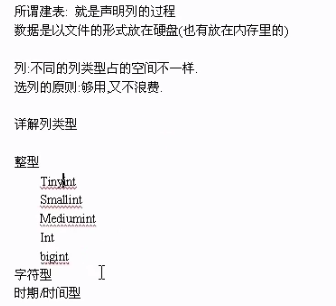 所谓建表: 就是声明列的过程
数据是以文件的形式放在硬盘(也有放在内存里的)
列:不同的列类型占的空间不一样.
选列的原则:够用,又不浪费.
详解列类型
整型
Tinyint
Smallint
Mediumint
Int
bigint
字符型
时期/时间型